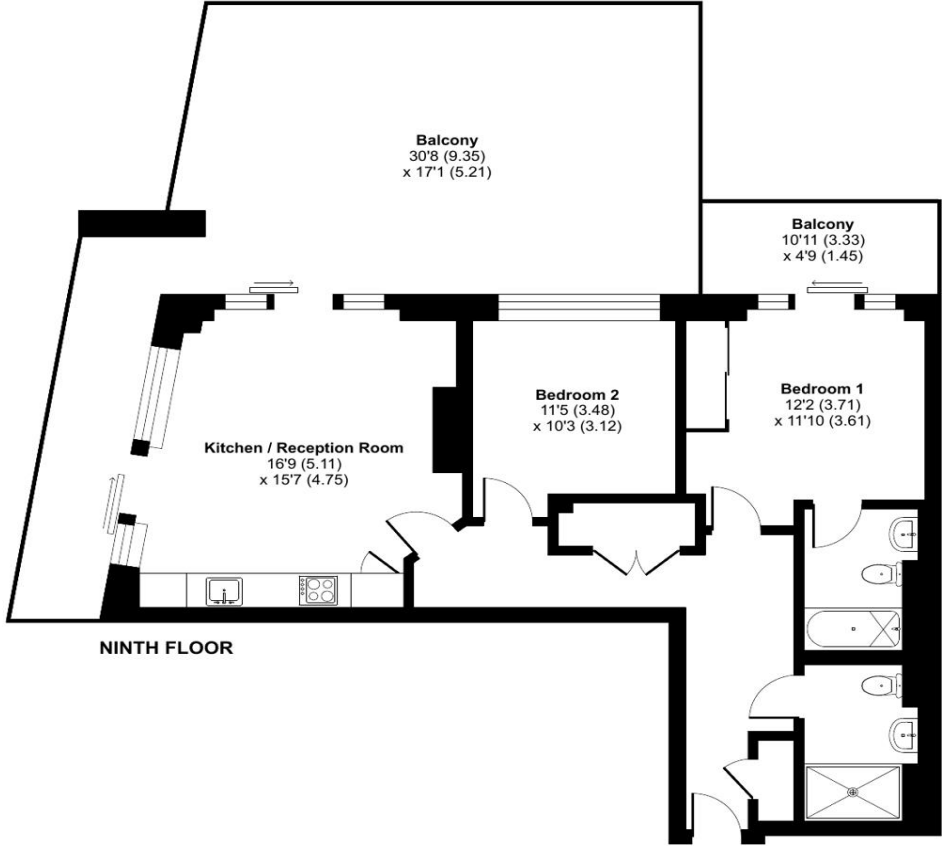 Balcony
30'8 (9.35)
x 17'1 (5.21)
Balcony
10'11 (3.33)
x 4'9 (1.45)
Bedroom 2
11'5 (3.48)
x 10'3 (3.12)
Bedroom 1
12'2 (3.71)
x 11'10 (3.61)
Kitchen / Reception Room
16'9 (5.11)
x 15'7 (4.75)
NINTH FLOOR